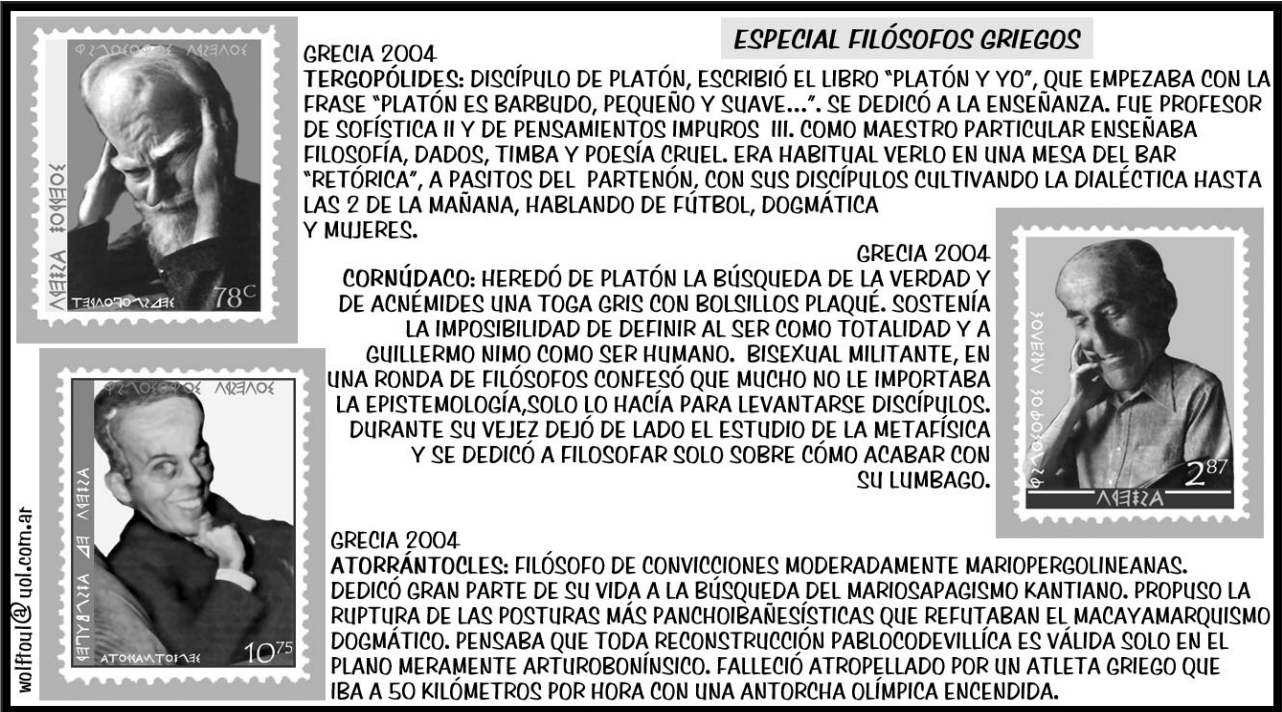 ESPECIAL FILÓSOFOS GRIEGOS
GRECIA 2004
TERGOPÓLIDES: DISCÍPULO DE PLATÓN, ESCRIBIÓ EL LIBRO "PLATÓN Y YO", QUE EMPEZABA CON LA
FRASE "PLATÓN ES BARBUDO, PEQUEÑO Y SUAVE...". SE DEDICÓ A LA ENSEÑANZA. FUE PROFESOR
DE SOFÍSTICA II Y DE PENSAMIENTOS IMPUROS III. COMO MAESTRO PARTICULAR ENSEÑABA
FILOSOFÍA, DADOS, TIMBA Y POESÍA CRUEL. ERA HABITUAL VERLO EN UNA MESA DEL BAR
"RETÓRICA", A PASITOS DEL PARTENÓN, CON SUS DISCÍPULOS CULTIVANDO LA DIALÉCTICA HASTA
LAS 2 DE LA MAÑANA, HABLANDO DE FÚTBOL, DOGMÁTICA
Y MUJERES.
78C
GRECIA 2004
CORNÚDACO: HEREDÓ DE PLATÓN LA BÚSQUEDA DE LA VERDAD Y
DE ACNÉMIDES UNA TOGA GRIS CON BOLSILLOS PLAQUÉ. SOSTENÍA
LA IMPOSIBILIDAD DE DEFINIR AL SER COMO TOTALIDAD Y A
GUILLERMO NIMO COMO SER HUMANO. BISEXUAL MILITANTE, EN
UNA RONDA DE FILÓSOFOS CONFESÓ QUE MUCHO NO LE IMPORTABA
LA EPISTEMOLOGÍA,SOLO LO HACÍA PARA LEVANTARSE DISCÍPULOS.
DURANTE SU VEJEZ DEJÓ DE LADO EL ESTUDIO DE LA METAFÍSICA
Y SE DEDICÓ A FILOSOFAR SOLO SOBRE CÓMO ACABAR CON
SU LUMBAGO.
287
GRECIA 2004
ATORRÁNTOCLES: FILÓSOFO DE CONVICCIONES MODERADAMENTE MARIOPERGOLINEANAS.
DEDICÓ GRAN PARTE DE SU VIDA A LA BÚSQUEDA DEL MARIOSAPAGISMO KANTIANO. PROPUSO LA
RUPTURA DE LAS POSTURAS MÁS PANCHOIBAÑESÍSTICAS QUE REFUTABAN EL MACAYAMARQUISMO
DOGMÁTICO. PENSABA QUE TODA RECONSTRUCCIÓN PABLOCODEVILLÍCA ES VÁLIDA SOLO EN EL
PLANO MERAMENTE ARTUROBONÍNSICO. FALLECIÓ ATROPELLADO POR UN ATLETA GRIEGO QUE
IBA A 50 KILÓMETROS POR HORA CON UNA ANTORCHA OLÍMPICA ENCENDIDA.
1075
wolfftoul@uol.com.ar